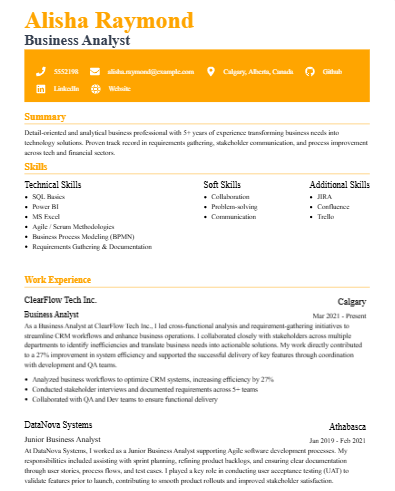 Alisha Raymond
Business Analyst
5552198 alisha.raymond@example.com Calgary, Alberta, Canada Github
LinkedIn Website
Summary
Detail-oriented and analytical business professional with 5+ years of experience transforming business needs into
technology solutions. Proven track record in requirements gathering, stakeholder communication, and process improvement
across tech and financial sectors.
Skills
Technical Skills Soft Skills Additional Skills
• SQL Basics • Collaboration • JIRA
• Power BI • Problem-solving • Confluence
• MS Excel • Communication • Trello
• Agile / Scrum Methodologies
• Business Process Modeling (BPMN)
• Requirements Gathering & Documentation
Work Experience
ClearFlow Tech Inc. Calgary
Business Analyst Mar 2021 - Present
As a Business Analyst at ClearFlow Tech Inc., I led cross-functional analysis and requirement-gathering initiatives to
streamline CRM workflows and enhance business operations. I collaborated closely with stakeholders across multiple
departments to identify inefficiencies and translate business needs into actionable solutions. My work directly contributed
to a 27% improvement in system efficiency and supported the successful delivery of key features through coordination
with development and QA teams.
• Analyzed business workflows to optimize CRM systems, increasing efficiency by 27%
• Conducted stakeholder interviews and documented requirements across 5+ teams
• Collaborated with QA and Dev teams to ensure functional delivery
DataNova Systems Athabasca
Junior Business Analyst Jan 2019 - Feb 2021
At DataNova Systems, I worked as a Junior Business Analyst supporting Agile software development processes. My
responsibilities included assisting with sprint planning, refining product backlogs, and ensuring clear documentation
through user stories, process flows, and test cases. I played a key role in conducting user acceptance testing (UAT) to
validate features prior to launch, contributing to smooth product rollouts and improved stakeholder satisfaction.